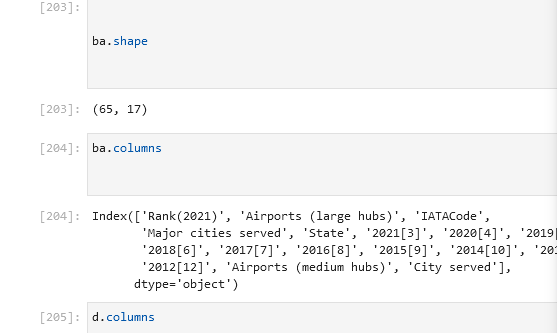 [203]:
ba.shape
[203]: (65, 17)
[204]: ba.columns
[204]: Index(['Rank(2021)', 'Airports (large hubs)', 'IATACode',
'Major cities served', 'State', '2021[3]', '2020[4]', '2019[
'2018[6]', '2017[7]', '2016[8]', '2015[9]', '2014[10]', '201
'2012[12]', 'Airports (medium hubs)', 'City served'],
dtype='object')
[205]: d.columns